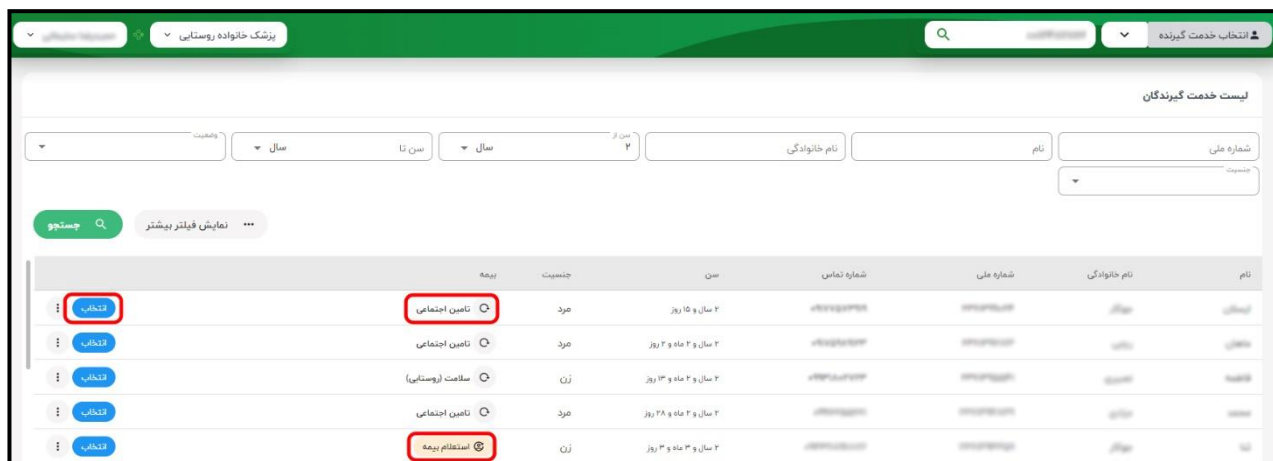 انتخاب خدمت گیرنده پزشک خانواده روستایی
لیست خدمت گیرندگان
شماره ملی نام نام خانوادگی سن از ۲ سال سن تا سال وضعیت
جنسیت
نمایش فیلتر بیشتر جستجو
نام نام خانوادگی شماره ملی شماره تماس سن جنسیت بیمه
۲ سال و ۱۵ روز مرد تامین اجتماعی انتخاب
۲ سال و ۲ ماه و ۲ روز مرد تامین اجتماعی انتخاب
۲ سال و ۲ ماه و ۱۳ روز زن سلامت (روستایی) انتخاب
۲ سال و ۲ ماه و ۲۸ روز مرد تامین اجتماعی انتخاب
۲ سال و ۳ ماه و ۳ روز زن استعلام بیمه انتخاب